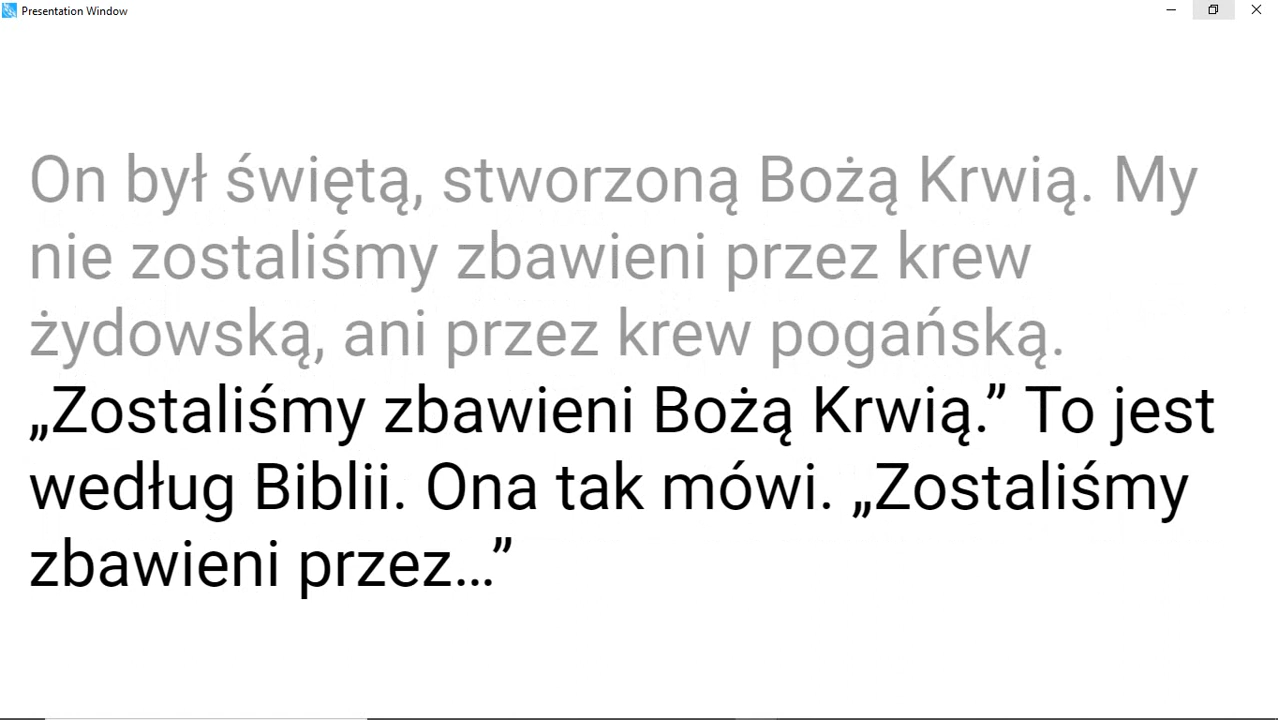 Presentation Window
On był świętą, stworzoną Bożą Krwią. My
nie zostaliśmy zbawieni przez krew
żydowską, ani przez krew pogańską.
„Zostaliśmy zbawieni Bożą Krwią.” To jest
według Biblii. Ona tak mówi. „Zostaliśmy
zbawieni przez…”